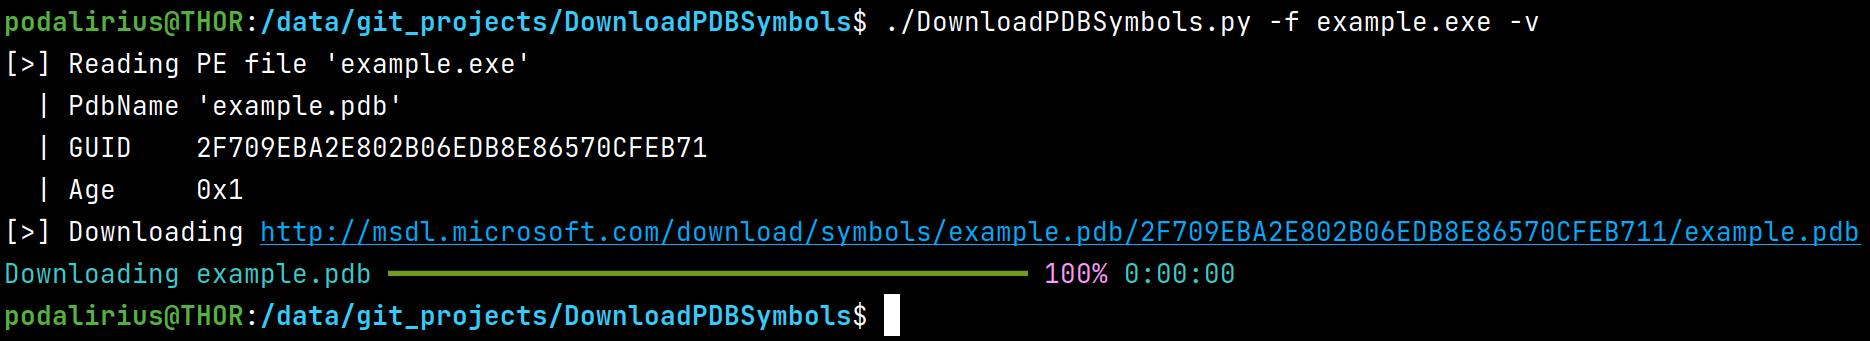 podalirius@THOR:/data/git_projects/DownloadPDBSymbols$ ./DownloadPDBSymbols.py -f example.exe -v
[>] Reading PE file 'example.exe'
  | PdbName 'example.pdb'
  | GUID    2F709EBA2E802B06EDB8E86570CFEB71
  | Age     0x1
[>] Downloading http://msdl.microsoft.com/download/symbols/example.pdb/2F709EBA2E802B06EDB8E86570CFEB711/example.pdb
Downloading example.pdb ━━━━━━━━━━━━━━━━━━━━━━━━━━━━━━━━━━━━━━━━ 100% 0:00:00
podalirius@THOR:/data/git_projects/DownloadPDBSymbols$